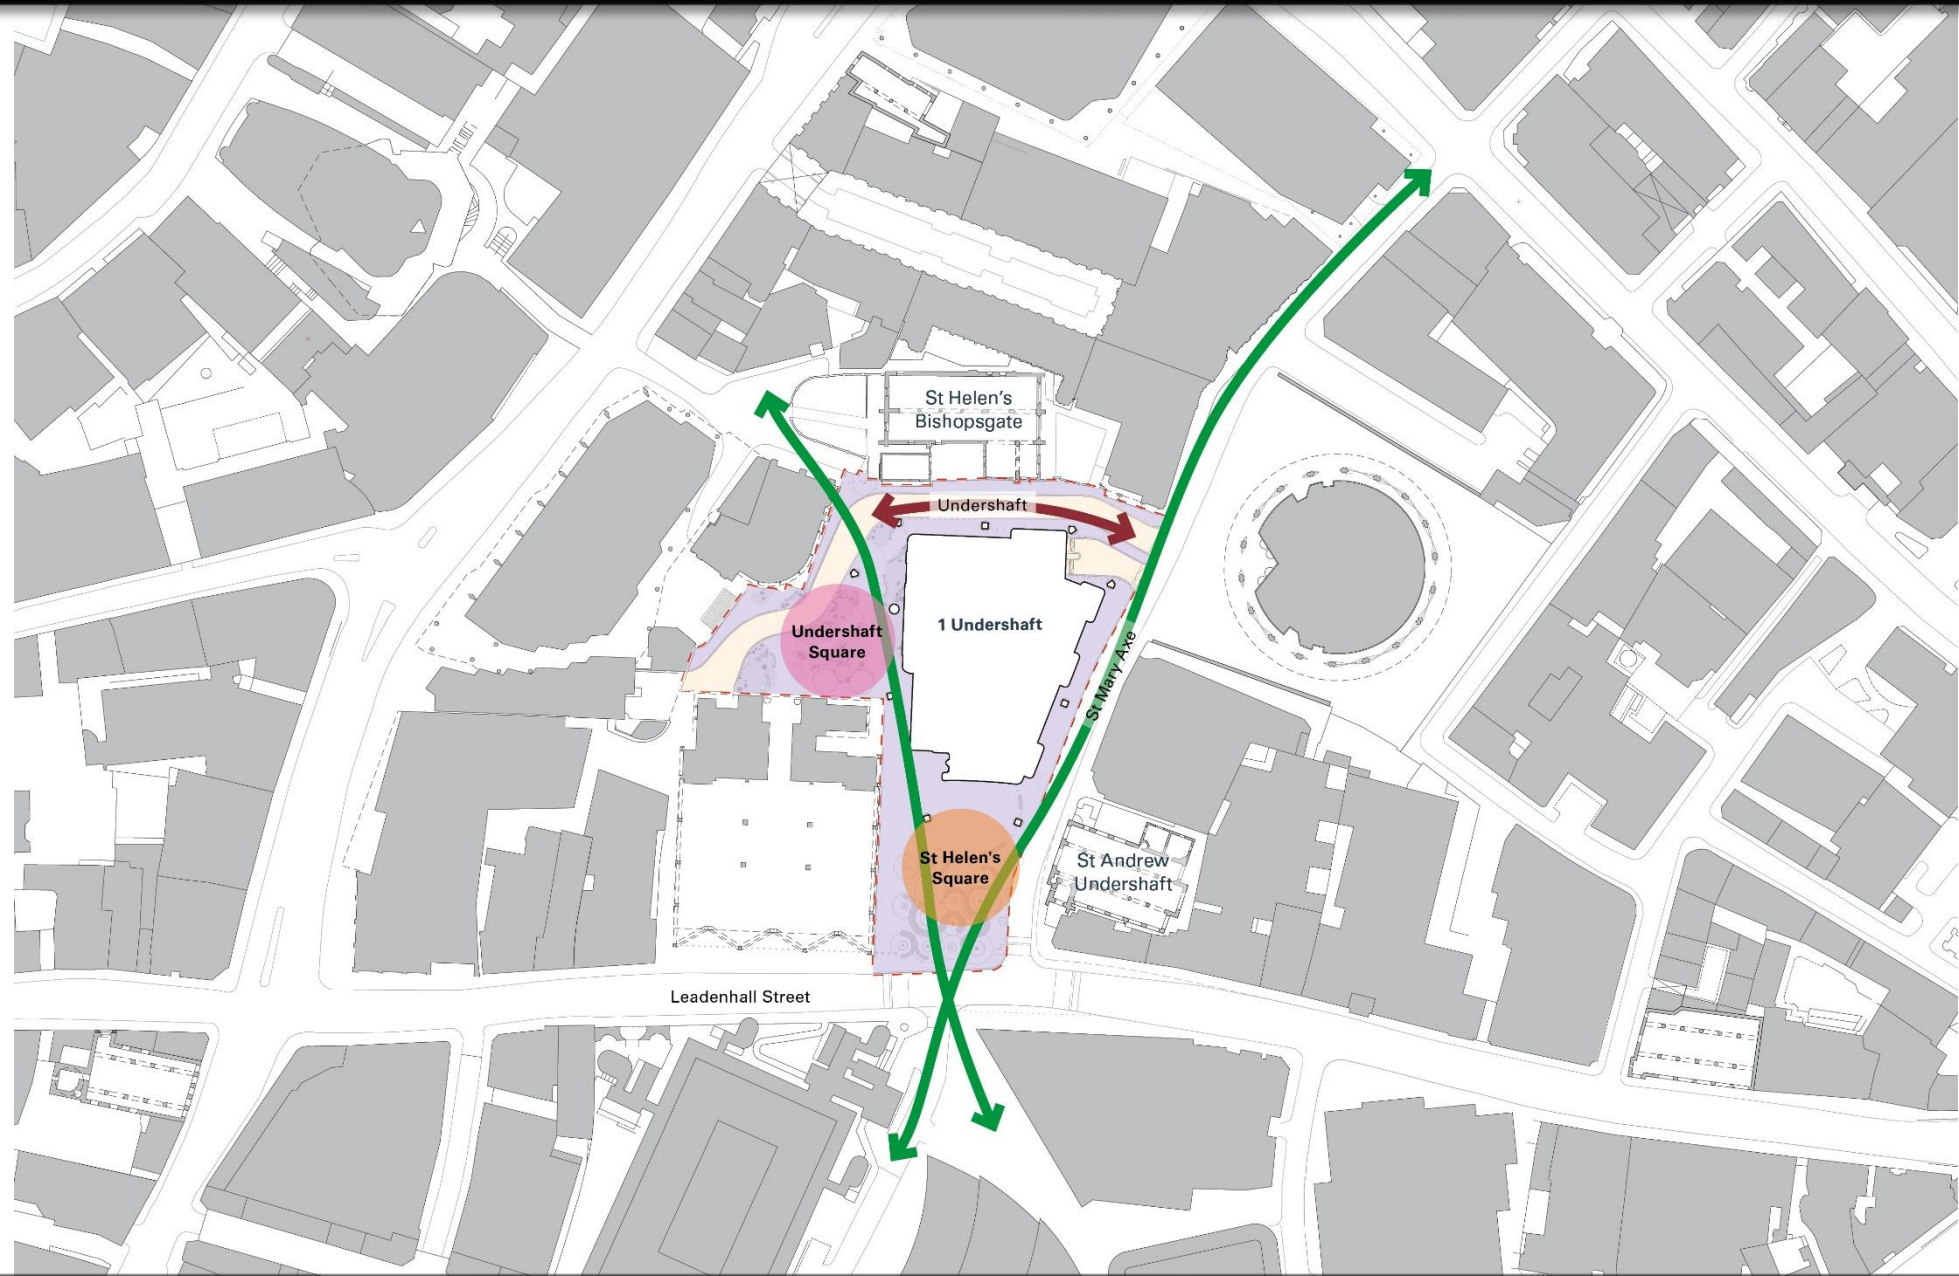 St Helen's
Bishopsgate
Undershaft
1 Undershaft
Undershaft
Square
St Mary Axe
St Helen's
Square
St Andrew
Undershaft
Leadenhall Street